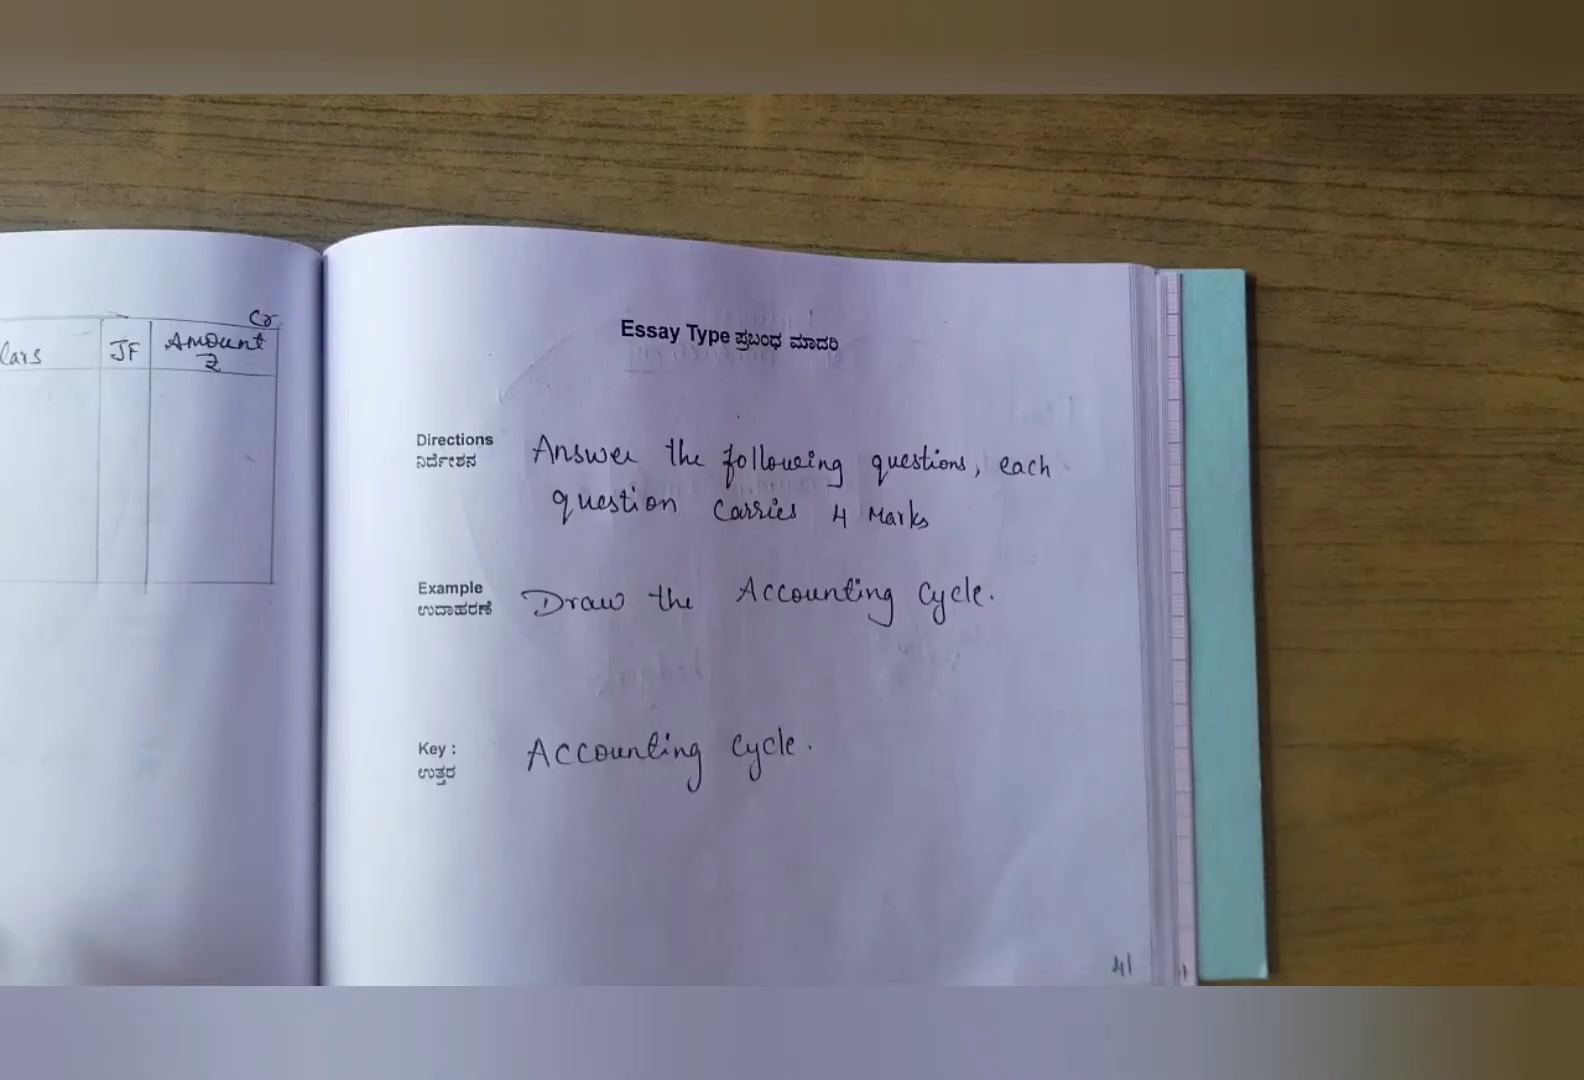 Cr
lars JF Amount
₹
Essay Type ಪ್ರಬಂಧ ಮಾದರಿ
Directions Answer the following questions, each
ನಿರ್ದೇಶನ question carries 4 Marks
Example Draw the Accounting Cycle.
ಉದಾಹರಣೆ
Key : Accounting Cycle.
ಉತ್ತರ
41